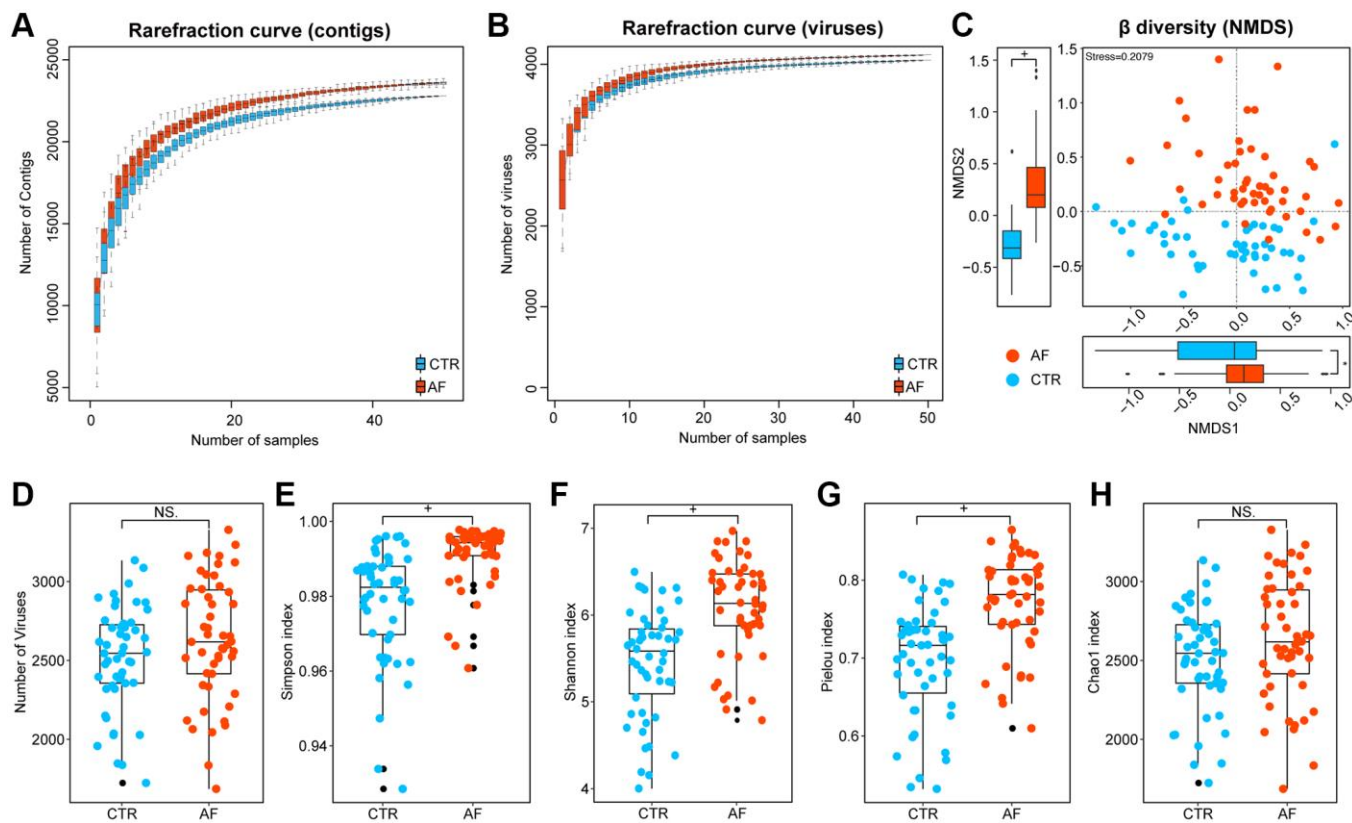 A
Rarefraction curve (contigs)
25000
20000
15000
10000
5000
Number of Contigs
0
20
40
Number of samples
CTR
AF
B
Rarefraction curve (viruses)
4000
3000
2000
1000
0
Number of viruses
0
10
20
30
40
50
Number of samples
CTR
AF
C
β diversity (NMDS)
+
1.5
1.0
0.5
0.0
−0.5
NMDS2
Stress=0.2079
1.5
1.0
0.5
0.0
−0.5
−1.0
−0.5
0.0
0.5
1.0
AF
CTR
*
−1.0
−0.5
0.0
0.5
1.0
NMDS1
D
NS.
3000
2500
2000
Number of Viruses
CTR
AF
E
+
1.00
0.98
0.96
0.94
Simpson index
CTR
AF
F
+
7
6
5
4
Shannon index
CTR
AF
G
+
0.8
0.7
0.6
Pielou index
CTR
AF
H
NS.
3000
2500
2000
Chao1 index
CTR
AF